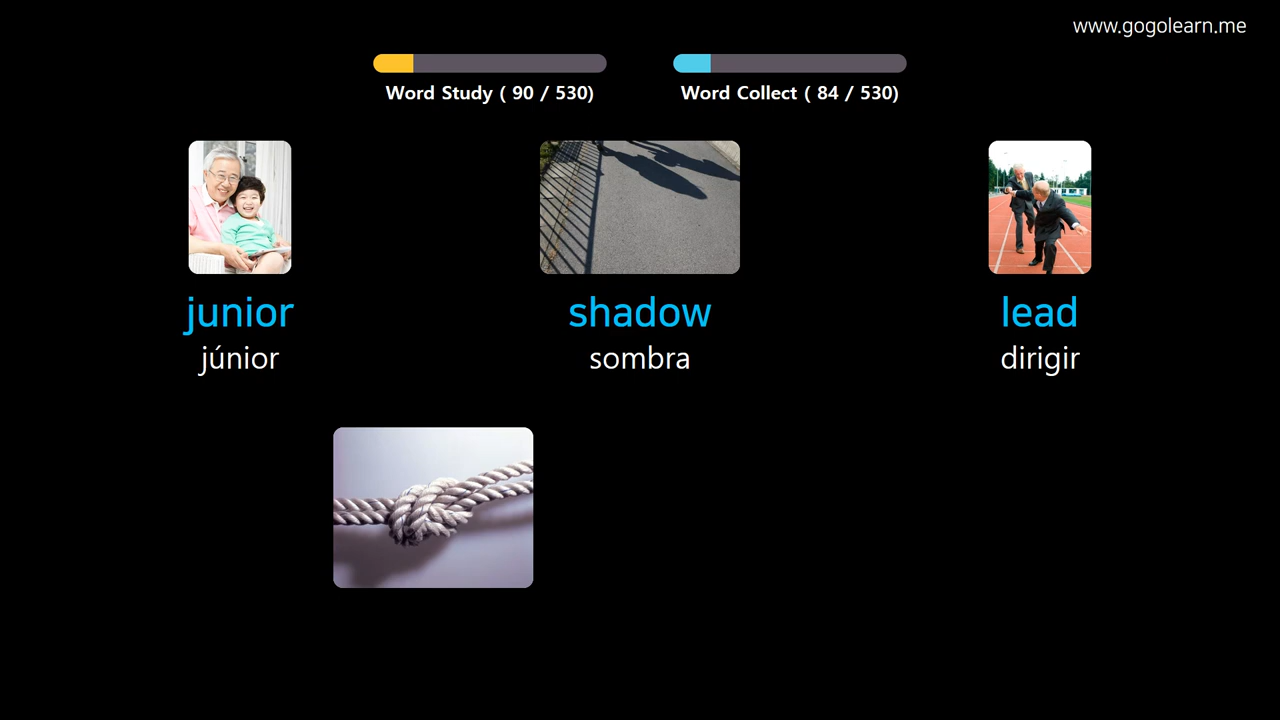 www.gogolearn.me
Word Study ( 90 / 530)
Word Collect ( 84 / 530)
junior
shadow
lead
júnior
sombra
dirigir